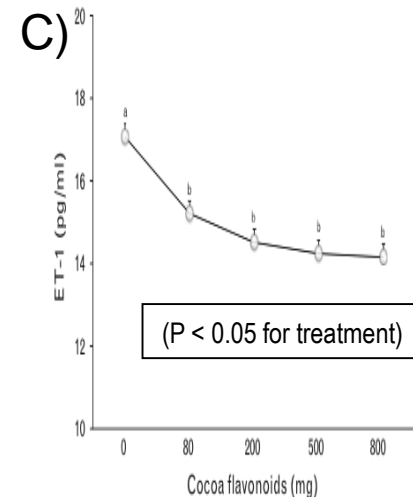 C)
20
18
16
14
12
10
ET-1 (pg/ml)
a
b
b
b
b
(P < 0.05 for treatment)
0 80 200 500 800
Cocoa flavonoids (mg)